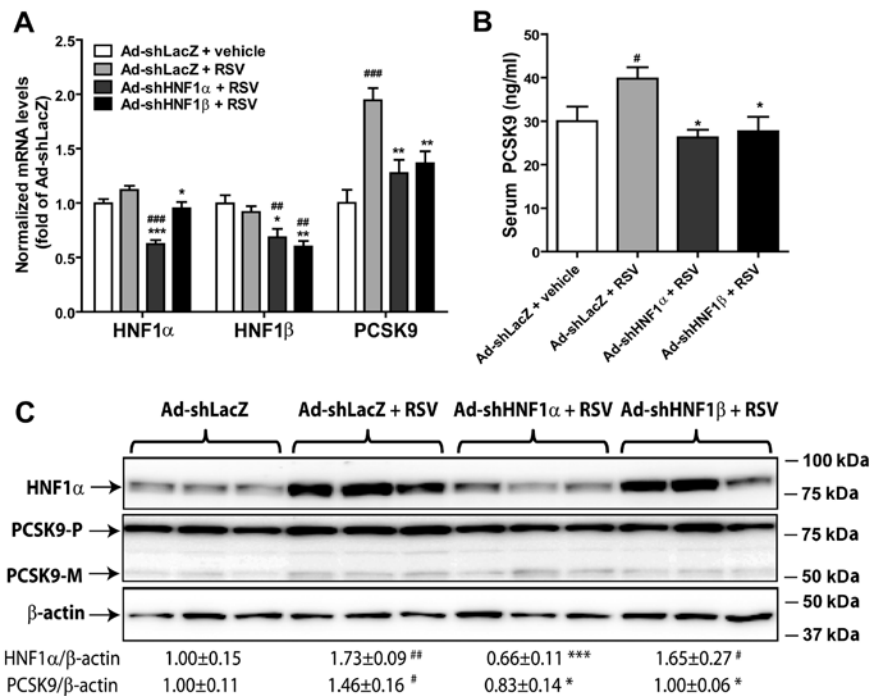 A
Ad-shLacZ + vehicle
Ad-shLacZ + RSV
Ad-shHNF1α + RSV
Ad-shHNF1β + RSV
Normalized mRNA levels
(fold of Ad-shLacZ)
2.5
2.0
1.5
1.0
0.5
0.0
###
***
*
##
*
##
**
###
**
**
HNF1α
HNF1β
PCSK9
B
Serum PCSK9 (ng/ml)
50
40
30
20
10
0
#
*
*
Ad-shLacZ + vehicle
Ad-shLacZ + RSV
Ad-shHNF1α + RSV
Ad-shHNF1β + RSV
C
Ad-shLacZ Ad-shLacZ + RSV Ad-shHNF1α + RSV Ad-shHNF1β + RSV
HNF1α
100 kDa
75 kDa
PCSK9-P
75 kDa
PCSK9-M
50 kDa
β-actin
50 kDa
37 kDa
HNF1α/β-actin 1.00±0.15 1.73±0.09 ## 0.66±0.11 *** 1.65±0.27 #
PCSK9/β-actin 1.00±0.11 1.46±0.16 # 0.83±0.14 * 1.00±0.06 *